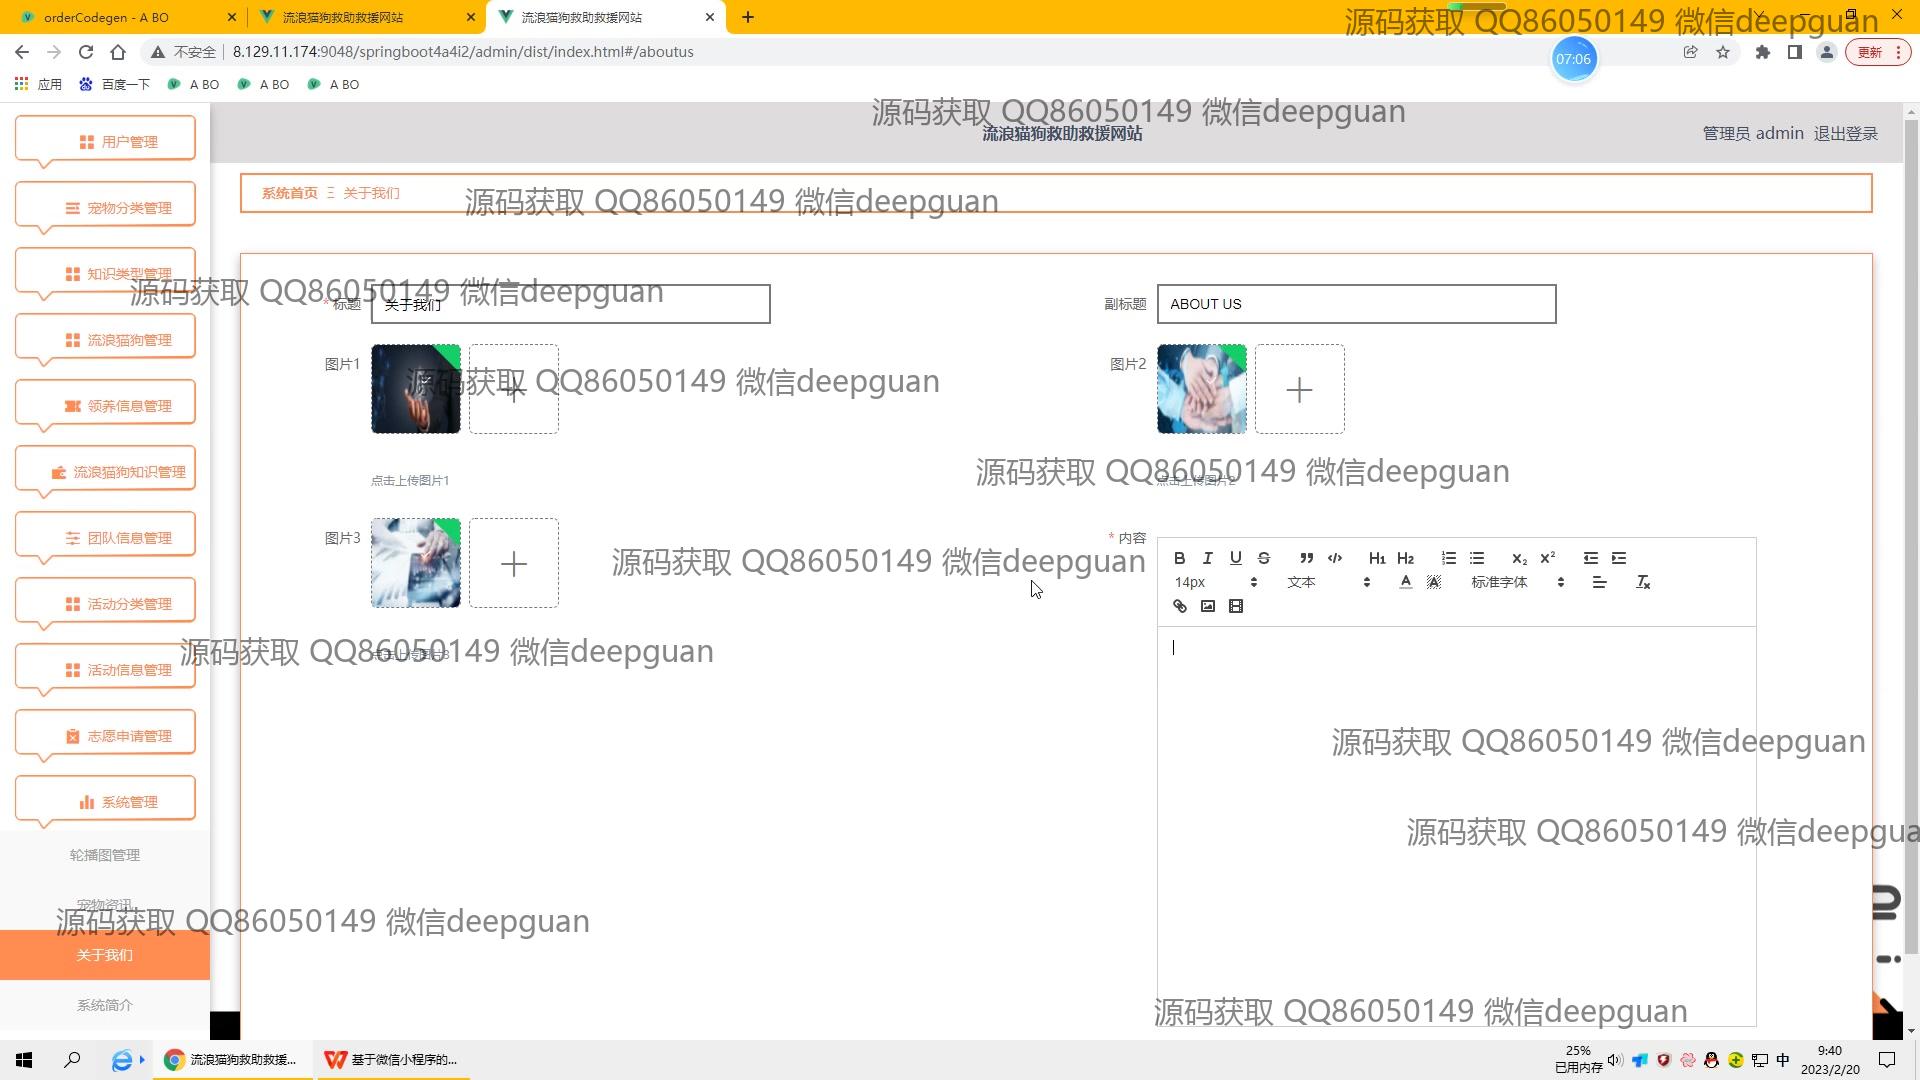 orderCodegen - A BO
流浪猫狗救助救援网站
流浪猫狗救助救援网站
源码获取 QQ86050149 微信deepguan
不安全
8.129.11.174:9048/springboot4a4i2/admin/dist/index.html#/aboutus
07:06
更新
应用
百度一下
A BO
A BO
A BO
源码获取 QQ86050149 微信deepguan
流浪猫狗救助救援网站
管理员 admin
退出登录
用户管理
系统首页
关于我们
源码获取 QQ86050149 微信deepguan
宠物分类管理
知识类型管理
源码获取 QQ86050149 微信deepguan
* 标题
关于我们
副标题
ABOUT US
流浪猫狗管理
图片1
源码获取 QQ86050149 微信deepguan
图片2
领养信息管理
流浪猫狗知识管理
点击上传图片1
源码获取 QQ86050149 微信deepguan
点击上传图片2
团队信息管理
图片3
源码获取 QQ86050149 微信deepguan
* 内容
B I U S H1 H2 X2 X2
14px
文本
标准字体
活动分类管理
活动信息管理
源码获取 QQ86050149 微信deepguan
点击上传图片3
志愿申请管理
源码获取 QQ86050149 微信deepguan
系统管理
源码获取 QQ86050149 微信deepgua
轮播图管理
宠物资讯
源码获取 QQ86050149 微信deepguan
关于我们
系统简介
源码获取 QQ86050149 微信deepguan
流浪猫狗救助救援...
基于微信小程序的...
25%
已用内存
中
9:40
2023/2/20